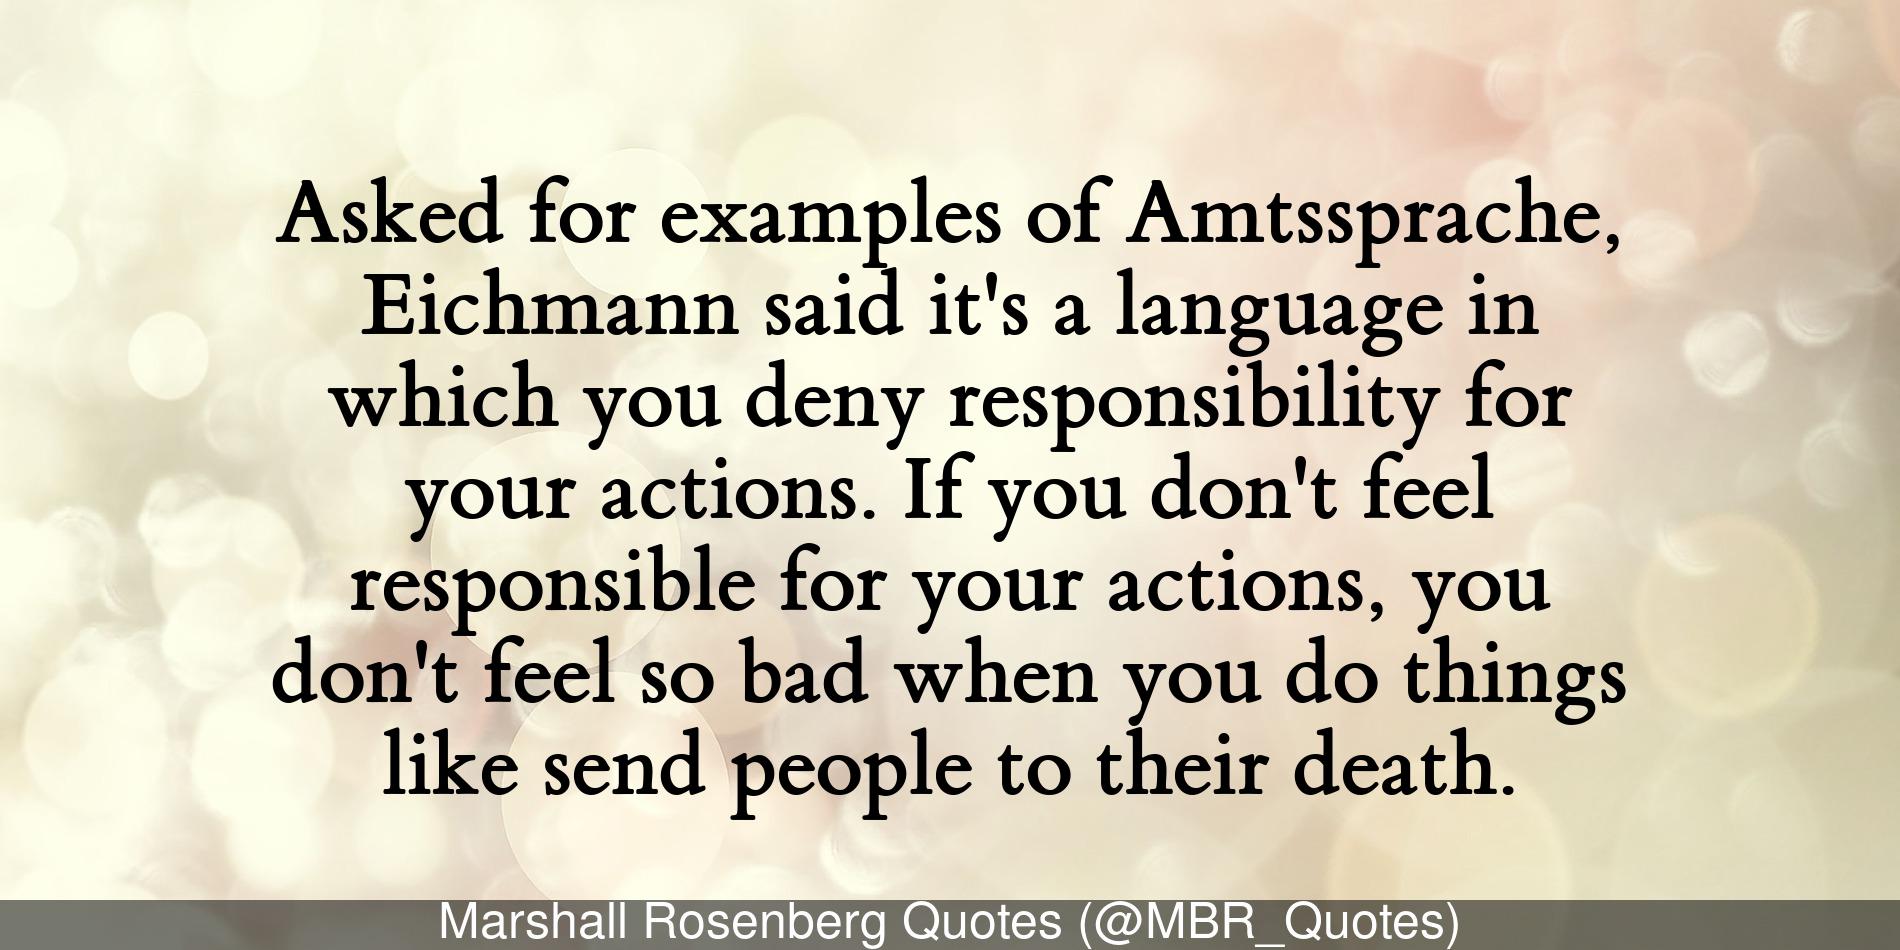 Asked for examples of Amtssprache,
Eichmann said it's a language in
which you deny responsibility for
your actions. If you don't feel
responsible for your actions, you
don't feel so bad when you do things
like send people to their death.
Marshall Rosenberg Quotes (@MBR_Quotes)